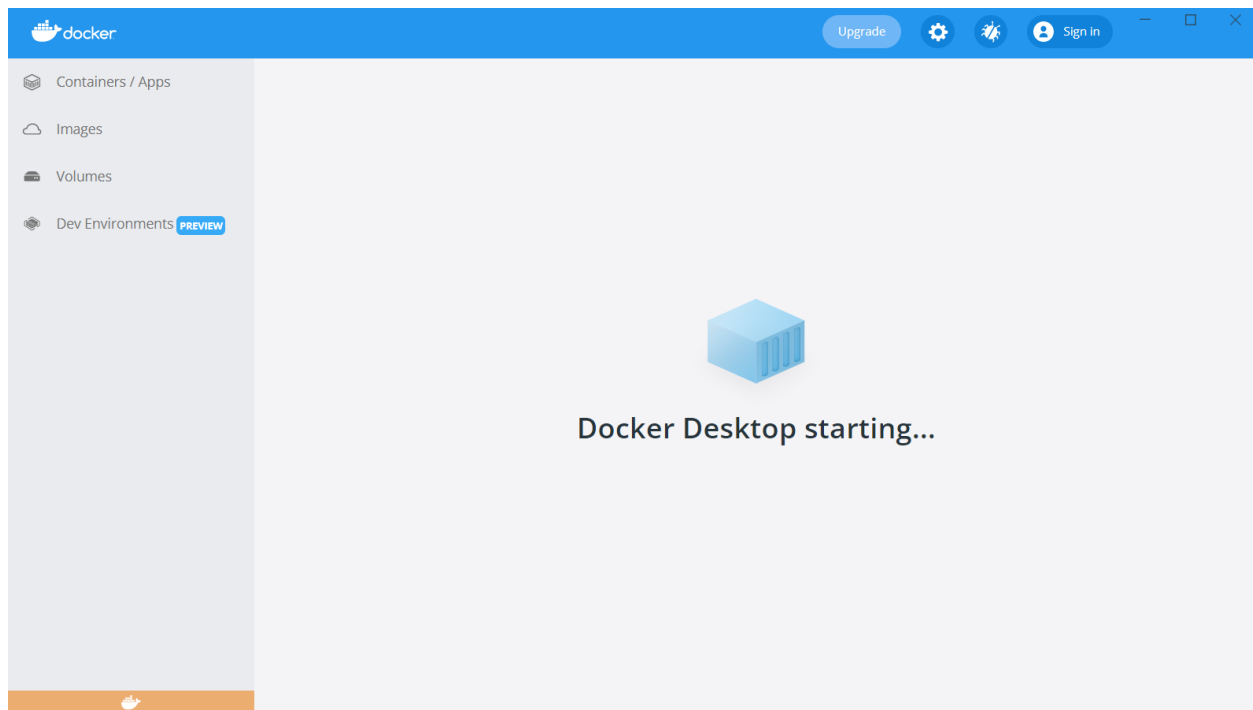 docker
Upgrade
Sign in
Containers / Apps
Images
Volumes
Dev Environments PREVIEW
Docker Desktop starting...